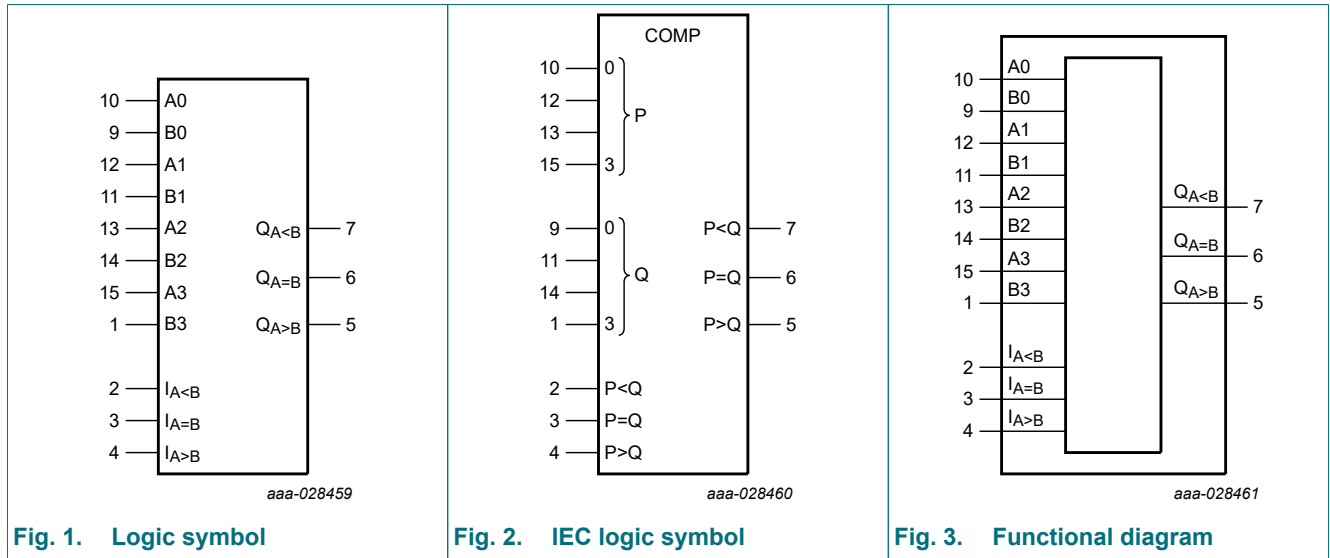 10 A0
9 B0
12 A1
11 B1
13 A2 QA<B 7
14 B2
15 A3 QA=B 6
1 B3 QA>B 5
2 IA<B
3 IA=B
4 IA>B
aaa-028459
Fig. 1. Logic symbol
COMP
10 0
12 P
13
15 3
9 0 P<Q 7
11 Q P=Q 6
14
1 3 P>Q 5
2 P<Q
3 P=Q
4 P>Q
aaa-028460
Fig. 2. IEC logic symbol
10 A0
9 B0
12 A1
11 B1
13 A2 QA<B 7
14 B2 QA=B 6
15 A3
1 B3 QA>B 5
2 IA<B
3 IA=B
4 IA>B
aaa-028461
Fig. 3. Functional diagram